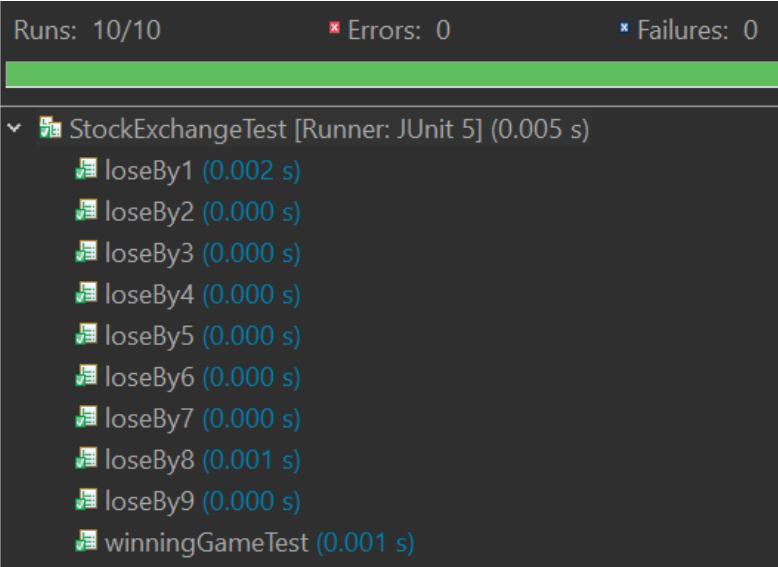 Runs: 10/10 Errors: 0 Failures: 0
StockExchangeTest [Runner: JUnit 5] (0.005 s)
loseBy1 (0.002 s)
loseBy2 (0.000 s)
loseBy3 (0.000 s)
loseBy4 (0.000 s)
loseBy5 (0.000 s)
loseBy6 (0.000 s)
loseBy7 (0.000 s)
loseBy8 (0.001 s)
loseBy9 (0.000 s)
winningGameTest (0.001 s)